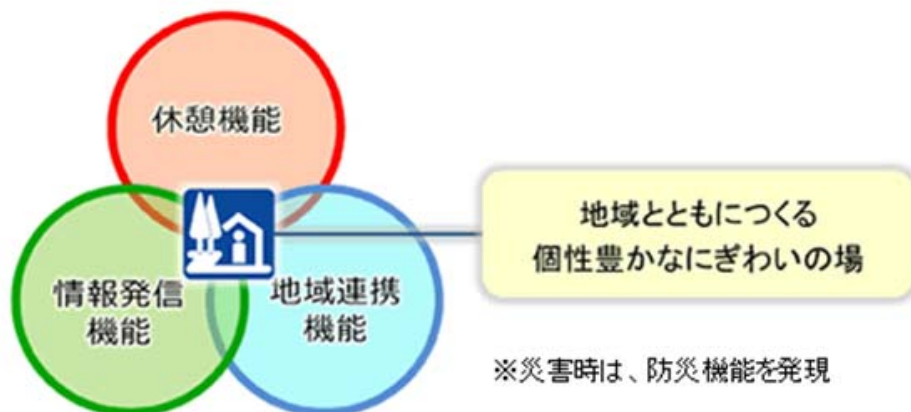 休憩機能
情報発信
機能
地域連携
機能
地域とともにつくる
個性豊かなにぎわいの場
※災害時は、防災機能を発現